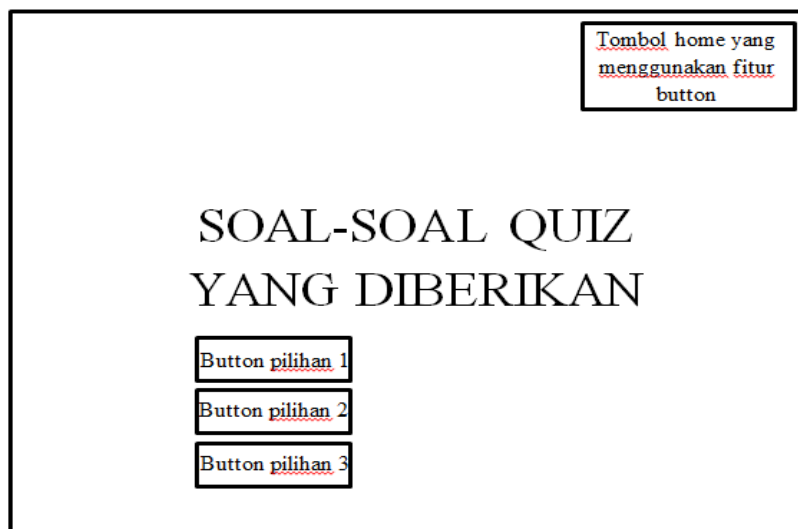 Tombol home yang
menggunakan fitur
button
SOAL-SOAL QUIZ
YANG DIBERIKAN
Button pilihan 1
Button pilihan 2
Button pilihan 3